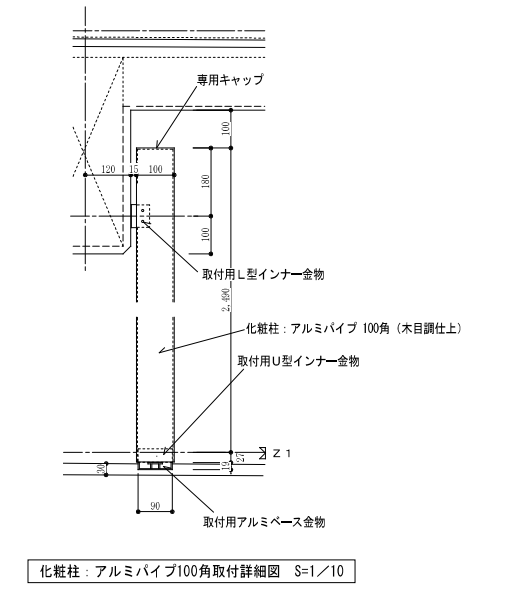 専用キャップ
100
120
15
100
180
100
取付用L型インナー金物
2,490
化粧柱：アルミパイプ 100角（木目調仕上）
取付用U型インナー金物
Z1
27
19
30
90
取付用アルミベース金物
化粧柱：アルミパイプ100角取付詳細図 S=1／10